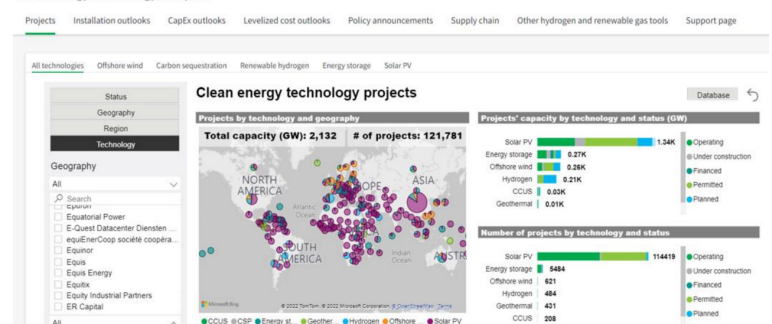 Projects Installation outlooks CapEx outlooks Levelized cost outlooks Policy announcements Supply chain Other hydrogen and renewable gas tools Support page
All technologies Offshore wind Carbon sequestration Renewable hydrogen Energy storage Solar PV
Status
Geography
Region
Technology
Geography
All
Search
Equatorial Power
E-Quest Datacenter Diensten ...
equiEnerCoop société coopéra...
Equinor
Equis
Equis Energy
Equitix
Equity Industrial Partners
ER Capital
All
Clean energy technology projects
Database
Projects by technology and geography
Total capacity (GW): 2,132 # of projects: 121,781
NORTH AMERICA
ASIA
Atlantic Ocean
Indian Ocean
Microsoft Bing
© 2022 TomTom, © 2022 Microsoft Corporation, © OpenStreetMap Terms
CCUS CSP Energy st... Geother... Hydrogen Offshore ... Solar PV
Projects' capacity by technology and status (GW)
Solar PV 1.34K
Energy storage 0.27K
Offshore wind 0.26K
Hydrogen 0.21K
CCUS 0.03K
Geothermal 0.01K
Operating
Under construction
Financed
Permitted
Planned
Number of projects by technology and status
Solar PV 114419
Energy storage 5484
Offshore wind 621
Hydrogen 484
Geothermal 431
CCUS 208
Operating
Under construction
Financed
Permitted
Planned